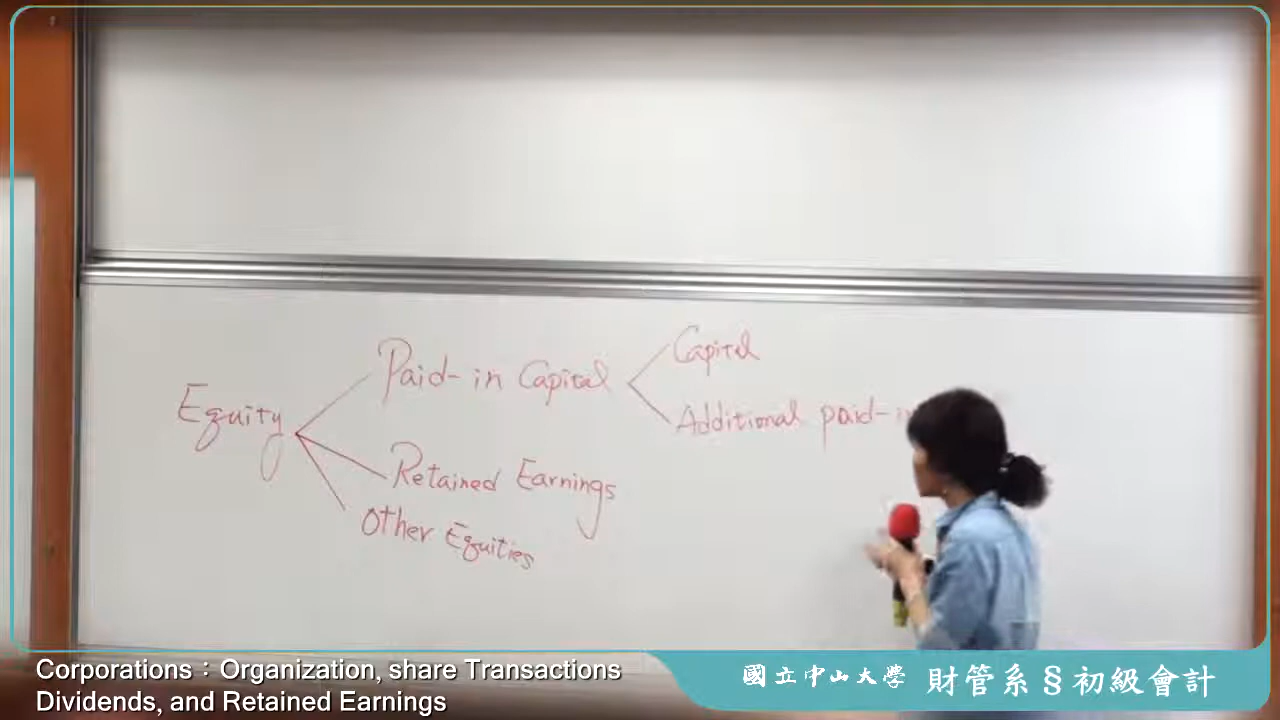 Capital
Paid-in Capital
Additional paid-in
Equity
Retained Earnings
Other Equities
Corporations：Organization, share Transactions
Dividends, and Retained Earnings
國立中山大學 財管系§初級會計